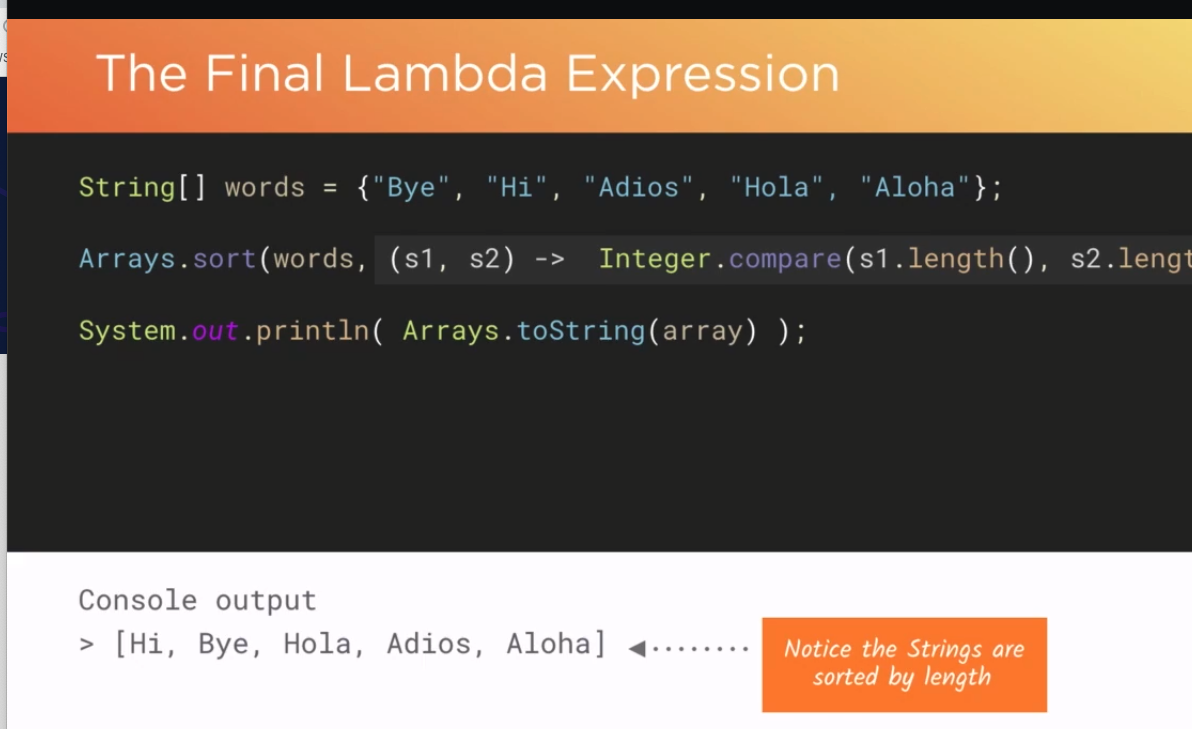 The Final Lambda Expression
String[] words = {"Bye", "Hi", "Adios", "Hola", "Aloha"};
Arrays.sort(words, (s1, s2) -> Integer.compare(s1.length(), s2.lengt
System.out.println( Arrays.toString(array) );
Console output
> [Hi, Bye, Hola, Adios, Aloha]
Notice the Strings are
sorted by length